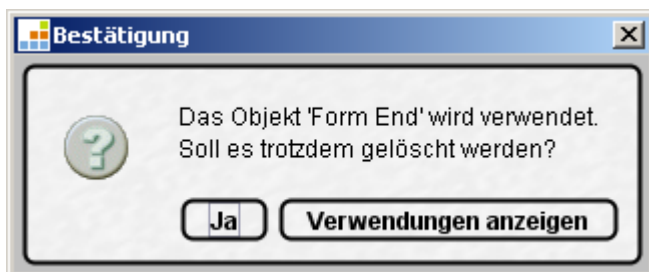 Bestätigung
Das Objekt 'Form End' wird verwendet.
Soll es trotzdem gelöscht werden?
Ja Verwendungen anzeigen